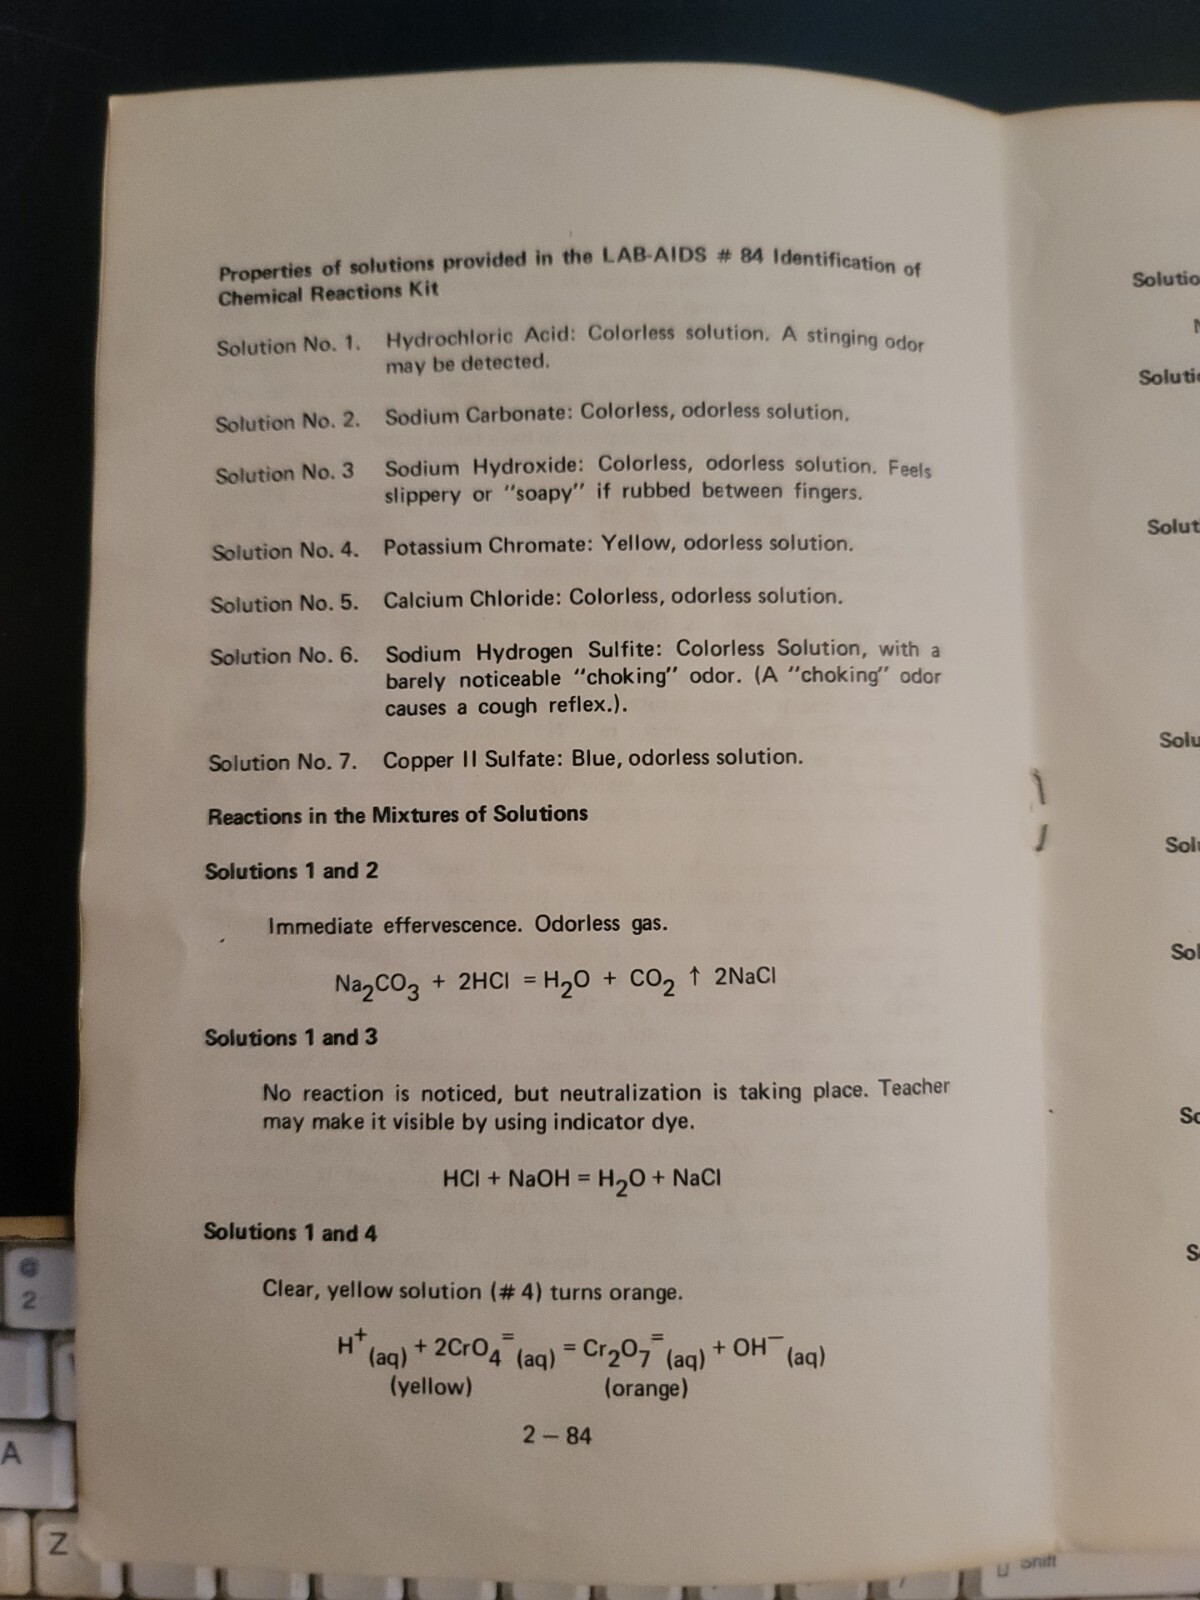 Properties of solutions provided in the LAB-AIDS # 84 Identification of
Chemical Reactions Kit
Solution No. 1. Hydrochloric Acid: Colorless solution. A stinging odor
may be detected.
Solution No. 2. Sodium Carbonate: Colorless, odorless solution.
Solution No. 3 Sodium Hydroxide: Colorless, odorless solution. Feels
slippery or "soapy" if rubbed between fingers.
Solution No. 4. Potassium Chromate: Yellow, odorless solution.
Solution No. 5. Calcium Chloride: Colorless, odorless solution.
Solution No. 6. Sodium Hydrogen Sulfite: Colorless Solution, with a
barely noticeable "choking" odor. (A "choking" odor
causes a cough reflex.).
Solution No. 7. Copper II Sulfate: Blue, odorless solution.
Reactions in the Mixtures of Solutions
Solutions 1 and 2
Immediate effervescence. Odorless gas.
Na₂CO₃ + 2HCl = H₂O + CO₂ ↑ 2NaCl
Solutions 1 and 3
No reaction is noticed, but neutralization is taking place. Teacher
may make it visible by using indicator dye.
HCl + NaOH = H₂O + NaCl
Solutions 1 and 4
Clear, yellow solution (# 4) turns orange.
H⁺(aq) + 2CrO₄⁼(aq) = Cr₂O₇⁼(aq) + OH⁻(aq)
(yellow) (orange)
2 — 84
@
2
A
Z
Shift